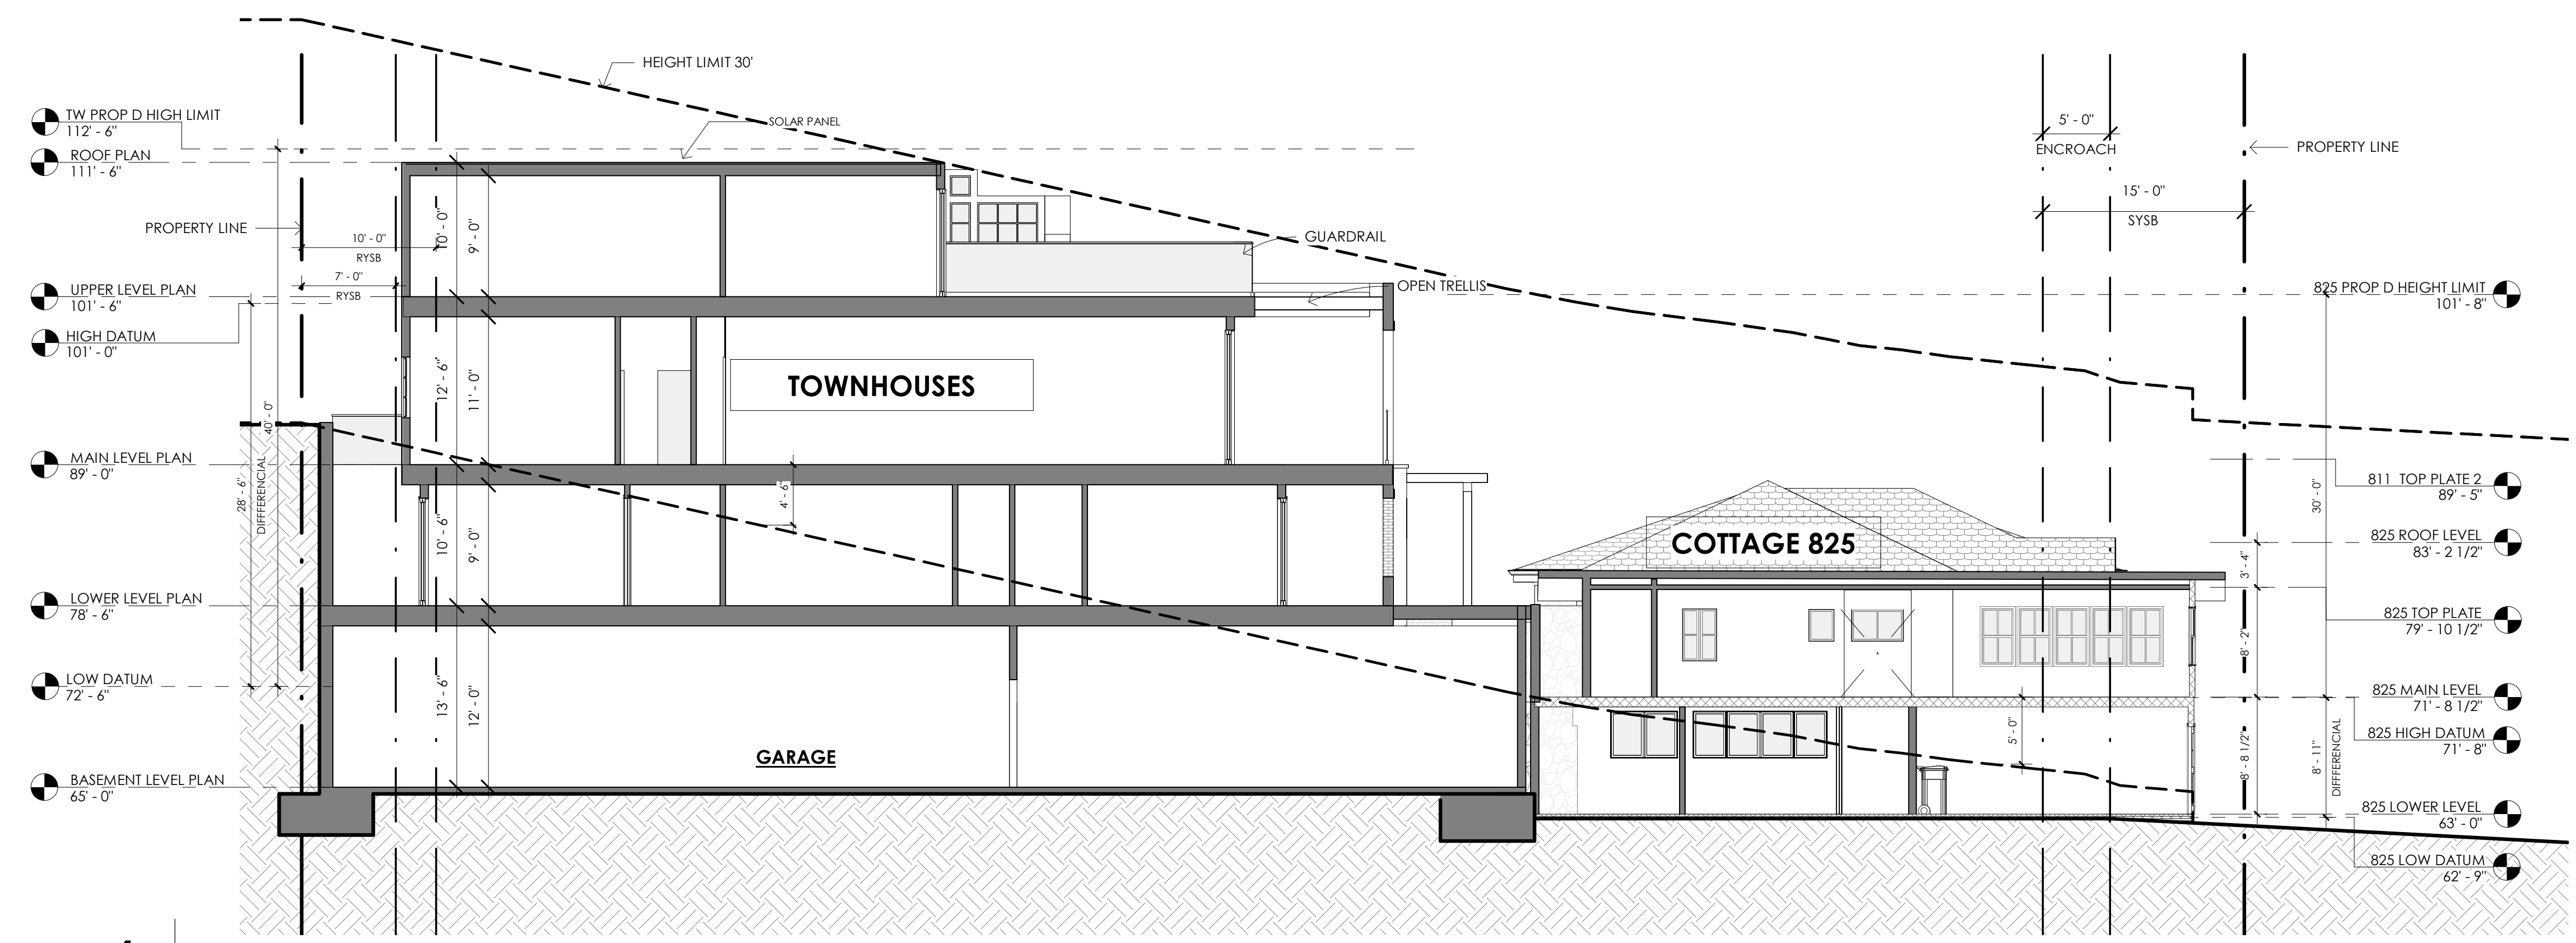 HEIGHT LIMIT 30'
TW PROP D HIGH LIMIT
112' - 6"
SOLAR PANEL
5' - 0"
ENCROACH
PROPERTY LINE
ROOF PLAN
111' - 6"
15' - 0"
SYSB
PROPERTY LINE
10' - 0"
RYSB
7' - 0"
RYSB
10' - 0"
9' - 0"
GUARDRAIL
OPEN TRELLIS
UPPER LEVEL PLAN
101' - 6"
HIGH DATUM
101' - 0"
825 PROP D HEIGHT LIMIT
101' - 8"
TOWNHOUSES
12' - 6"
11' - 0"
40' - 0"
MAIN LEVEL PLAN
89' - 0"
28' - 6"
DIFFFERENCIAL
4' - 6"
10' - 6"
9' - 0"
811 TOP PLATE 2
89' - 5"
30' - 0"
COTTAGE 825
825 ROOF LEVEL
83' - 2 1/2"
3' - 4"
LOWER LEVEL PLAN
78' - 6"
825 TOP PLATE
79' - 10 1/2"
8' - 2"
LOW DATUM
72' - 6"
13' - 6"
12' - 0"
825 MAIN LEVEL
71' - 8 1/2"
825 HIGH DATUM
71' - 8"
5' - 0"
8' - 8 1/2"
8' - 11"
DIFFFERENCIAL
GARAGE
BASEMENT LEVEL PLAN
65' - 0"
825 LOWER LEVEL
63' - 0"
825 LOW DATUM
62' - 9"